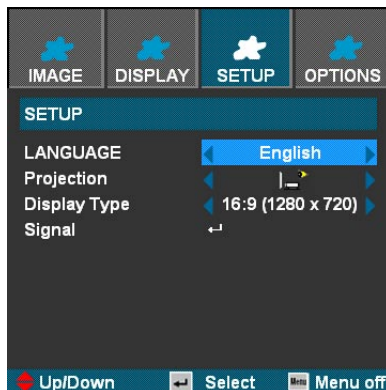 IMAGE DISPLAY SETUP OPTIONS
SETUP
LANGUAGE English
Projection
Display Type 16:9 (1280 x 720)
Signal
Up/Down Select Menu Menu off